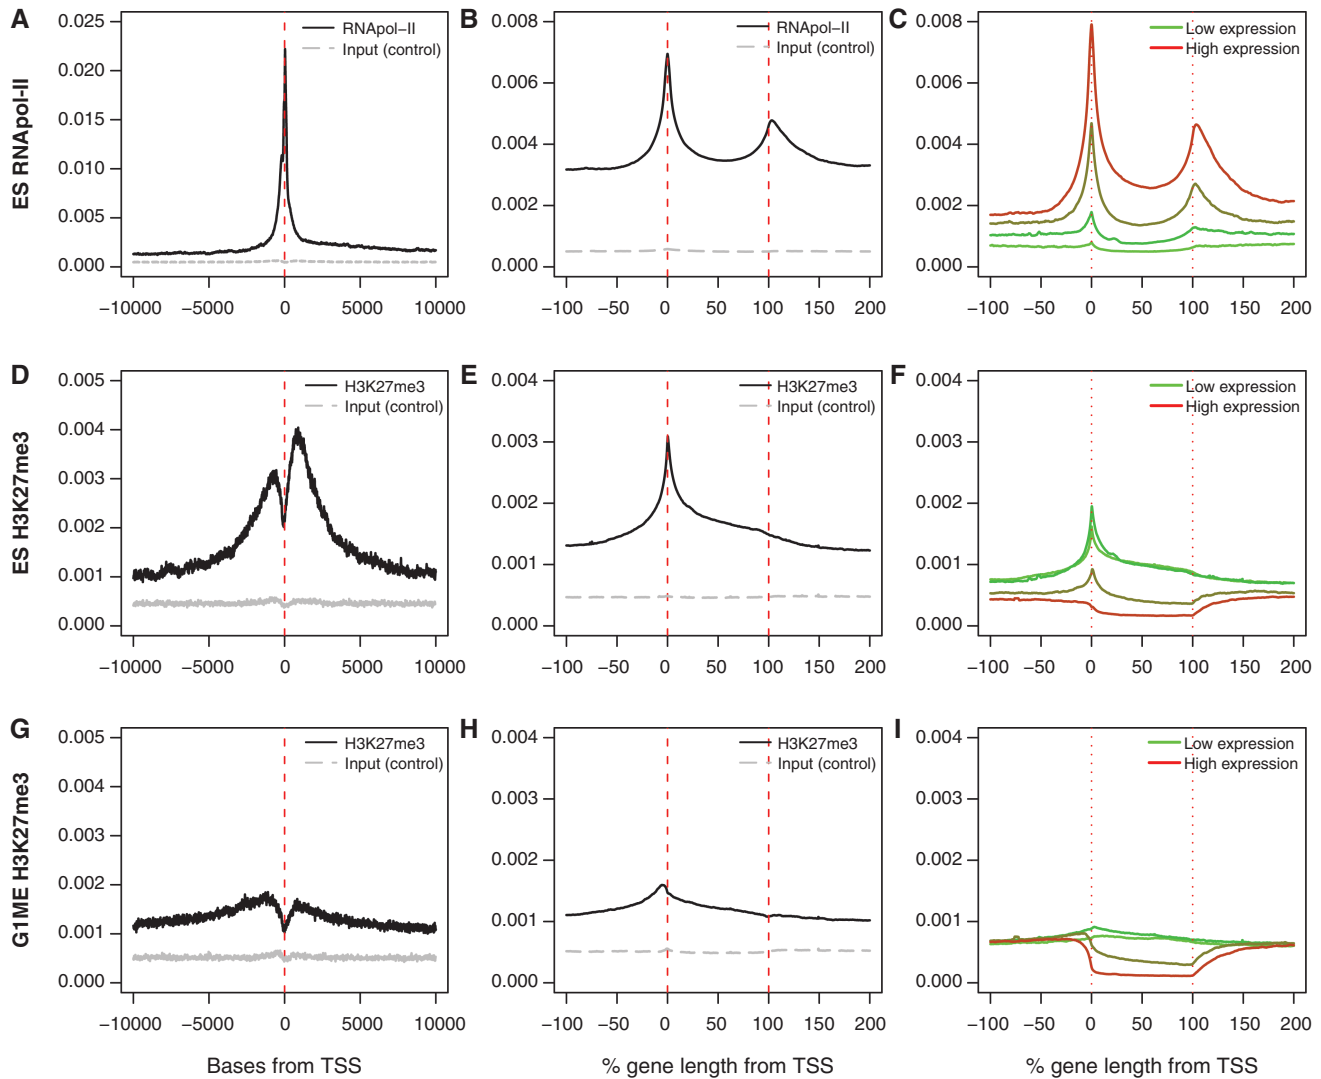 A
ES RNApol-II
RNApol-II
Input (control)
0.025
0.020
0.015
0.010
0.005
0.000
−10000 −5000 0 5000 10000
B
RNApol-II
Input (control)
0.008
0.006
0.004
0.002
0.000
−100 −50 0 50 100 150 200
C
Low expression
High expression
0.008
0.006
0.004
0.002
0.000
−100 −50 0 50 100 150 200
D
ES H3K27me3
H3K27me3
Input (control)
0.005
0.004
0.003
0.002
0.001
0.000
−10000 −5000 0 5000 10000
E
H3K27me3
Input (control)
0.004
0.003
0.002
0.001
0.000
−100 −50 0 50 100 150 200
F
Low expression
High expression
0.004
0.003
0.002
0.001
0.000
−100 −50 0 50 100 150 200
G
G1ME H3K27me3
H3K27me3
Input (control)
0.005
0.004
0.003
0.002
0.001
0.000
−10000 −5000 0 5000 10000
Bases from TSS
H
H3K27me3
Input (control)
0.004
0.003
0.002
0.001
0.000
−100 −50 0 50 100 150 200
% gene length from TSS
I
Low expression
High expression
0.004
0.003
0.002
0.001
0.000
−100 −50 0 50 100 150 200
% gene length from TSS